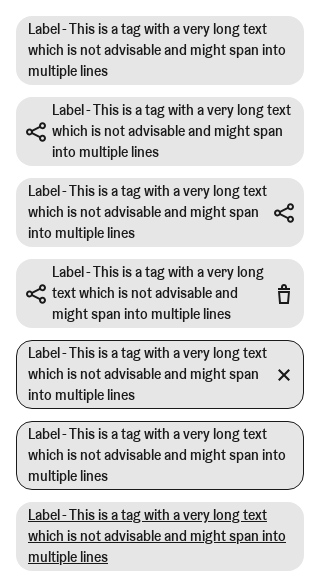 Label - This is a tag with a very long text
which is not advisable and might span into
multiple lines
Label - This is a tag with a very long text
which is not advisable and might span
into multiple lines
Label - This is a tag with a very long text
which is not advisable and might span
into multiple lines
Label - This is a tag with a very long
text which is not advisable and
might span into multiple lines
Label - This is a tag with a very long text
which is not advisable and might span
into multiple lines
Label - This is a tag with a very long text
which is not advisable and might span into
multiple lines
Label - This is a tag with a very long text
which is not advisable and might span into
multiple lines